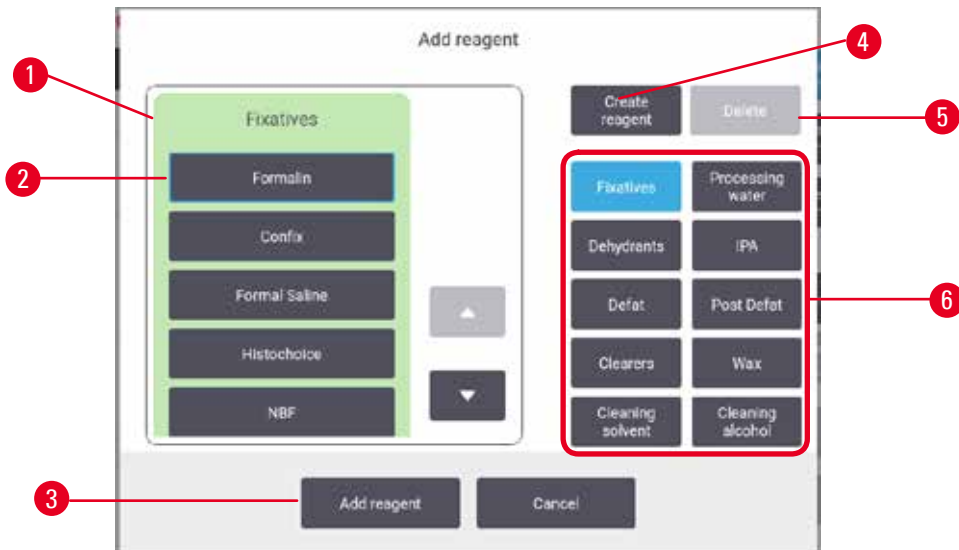 Add reagent
4
1
Fixatives
Create
reagent
Delete
5
2
Formalin
Fixatives
Processing
water
Confix
Dehydrants
IPA
Formal Saline
Defat
Post Defat
6
Histochoice
Clearers
Wax
NBF
Cleaning
solvent
Cleaning
alcohol
3
Add reagent
Cancel